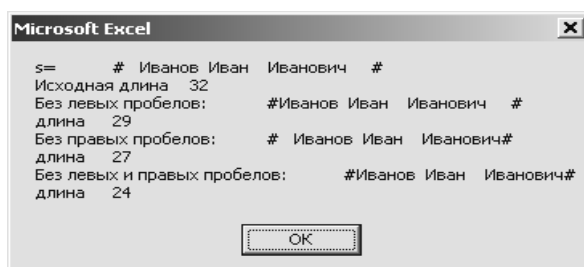 Microsoft Excel
s= # Иванов Иван Иванович #
Исходная длина 32
Без левых пробелов: #Иванов Иван Иванович #
длина 29
Без правых пробелов: # Иванов Иван Иванович#
длина 27
Без левых и правых пробелов: #Иванов Иван Иванович#
длина 24
OK